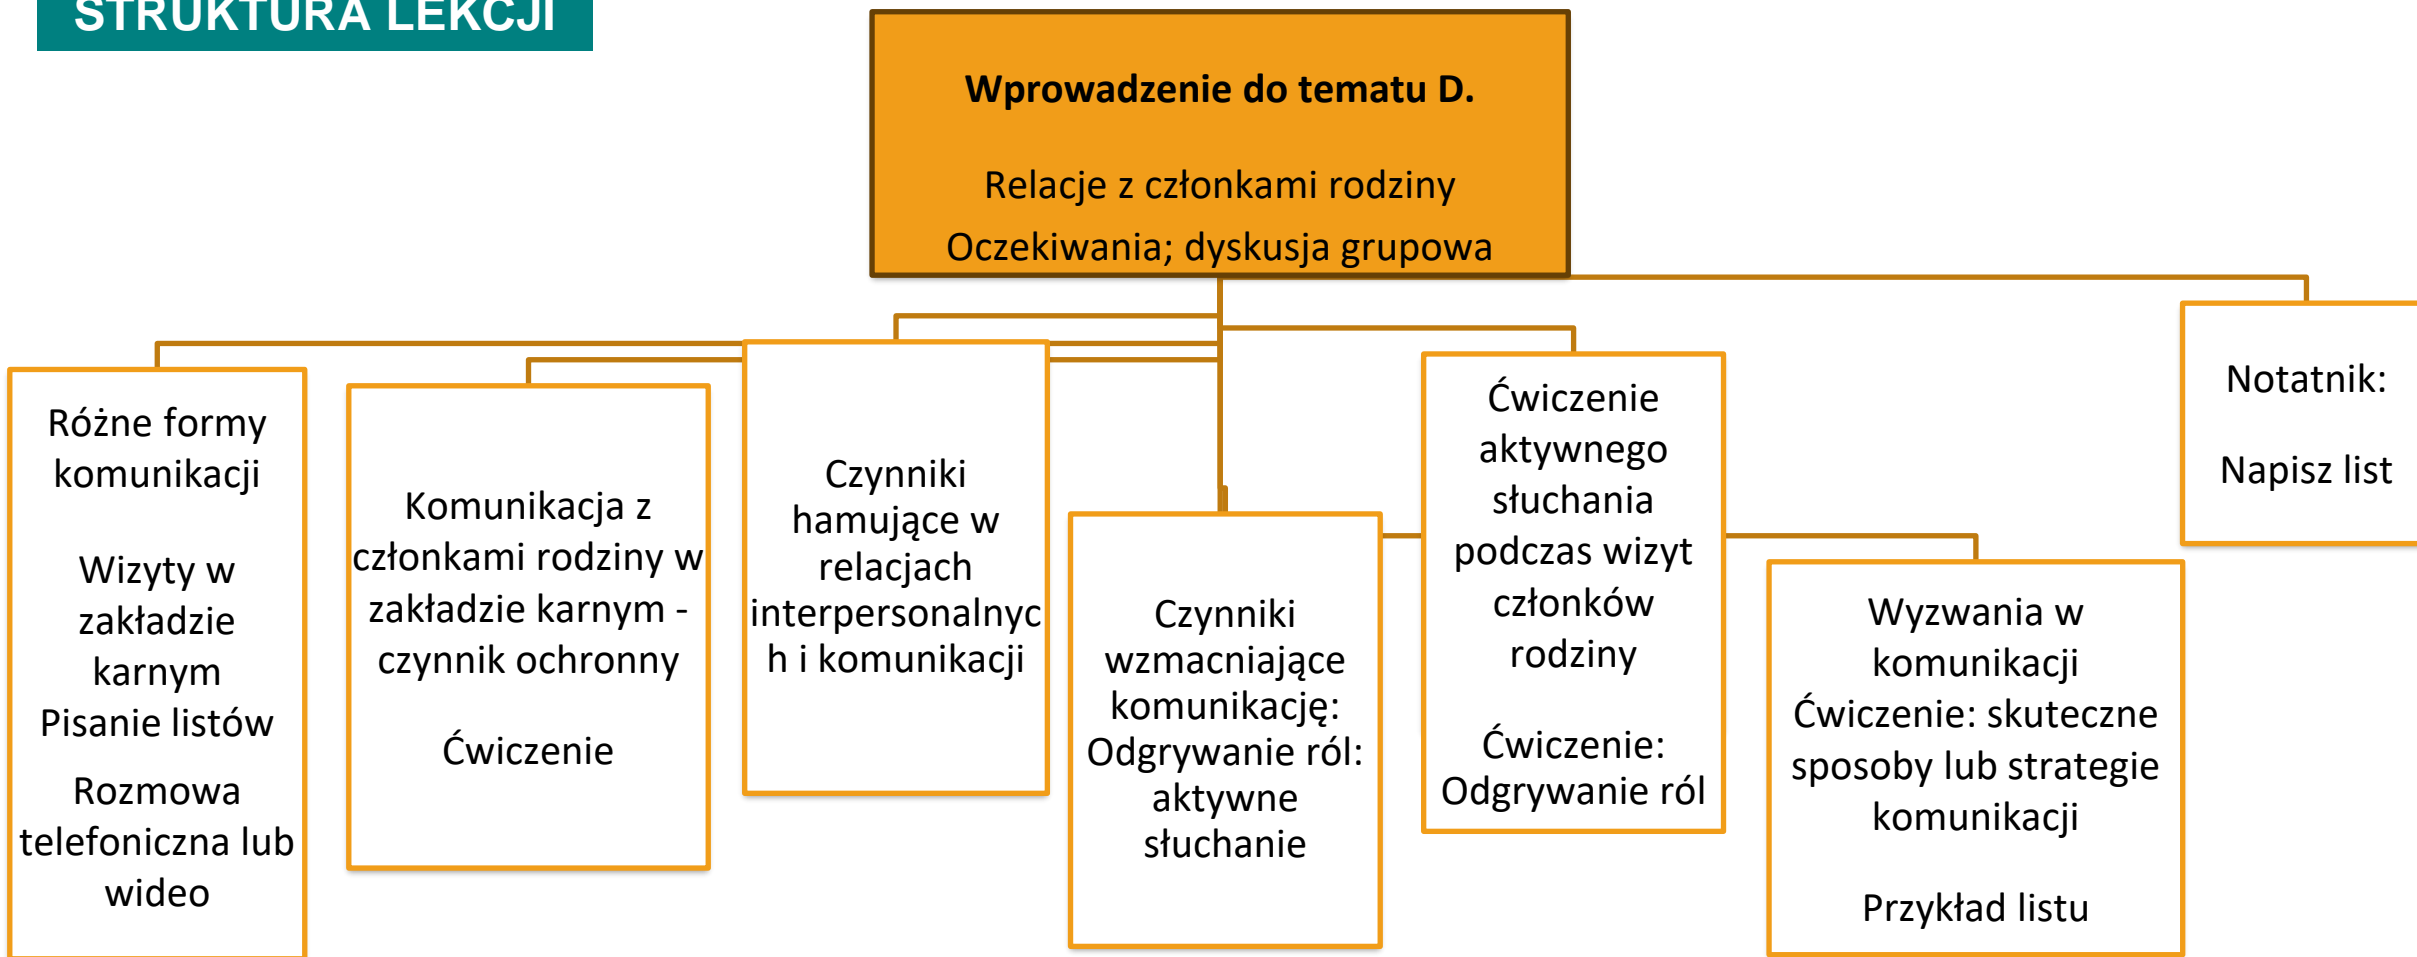 STRUKTURA LEKCJI
Wprowadzenie do tematu D.
Relacje z członkami rodziny
Oczekiwania; dyskusja grupowa
Różne formy
komunikacji
Wizyty w
zakładzie
karnym
Pisanie listów
Rozmowa
telefoniczna lub
wideo
Komunikacja z
członkami rodziny w
zakładzie karnym -
czynnik ochronny
Ćwiczenie
Czynniki
hamujące w
relacjach
interpersonalnyc
h i komunikacji
Czynniki
wzmacniające
komunikację:
Odgrywanie ról:
aktywne
słuchanie
Ćwiczenie
aktywnego
słuchania
podczas wizyt
członków
rodziny
Ćwiczenie:
Odgrywanie ról
Wyzwania w
komunikacji
Ćwiczenie: skuteczne
sposoby lub strategie
komunikacji
Przykład listu
Notatnik:
Napisz list